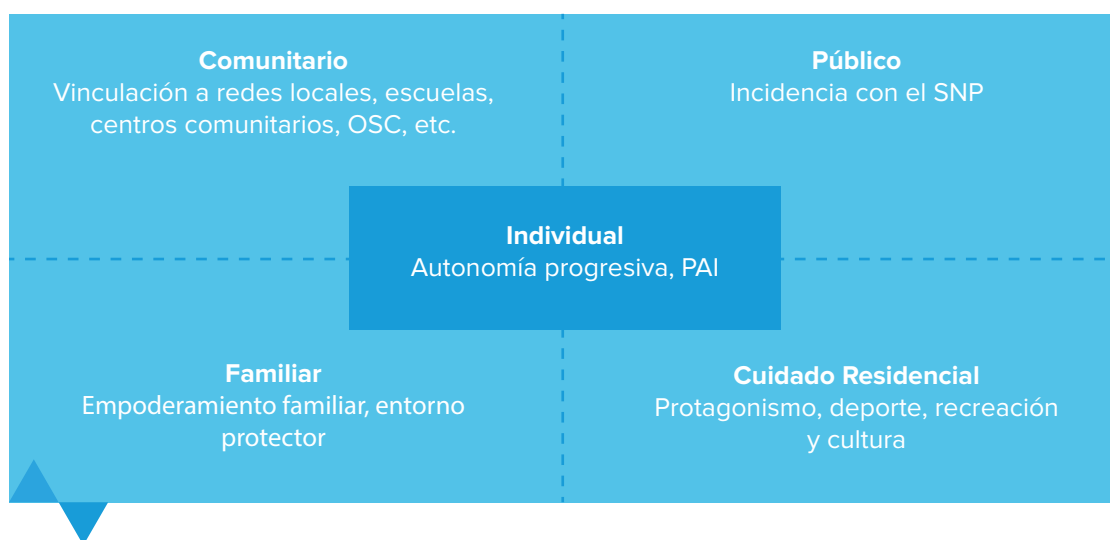 Comunitario
Vinculación a redes locales, escuelas,
centros comunitarios, OSC, etc.
Público
Incidencia con el SNP
Individual
Autonomía progresiva, PAI
Familiar
Empoderamiento familiar, entorno
protector
Cuidado Residencial
Protagonismo, deporte, recreación
y cultura